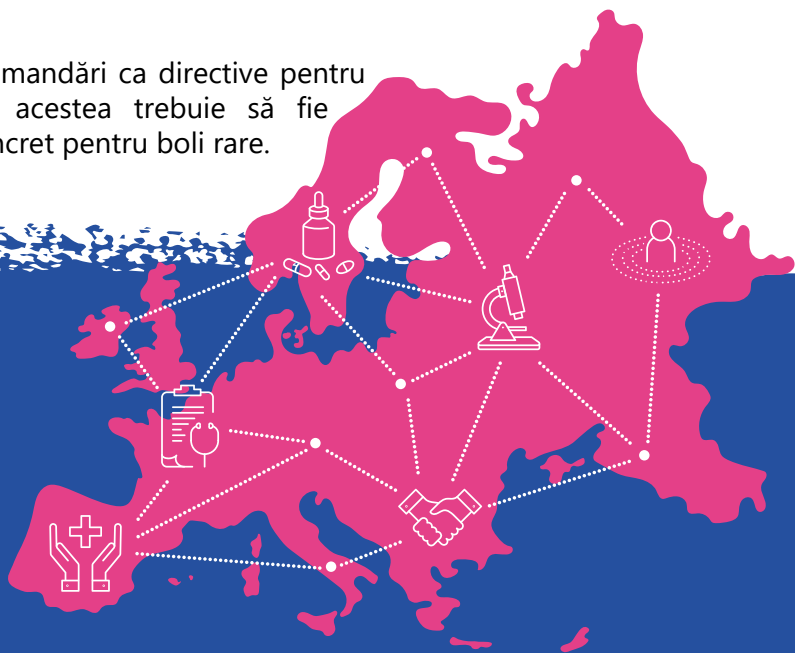 mandări ca directive pentru
acestea trebuie să fie
ncret pentru boli rare.